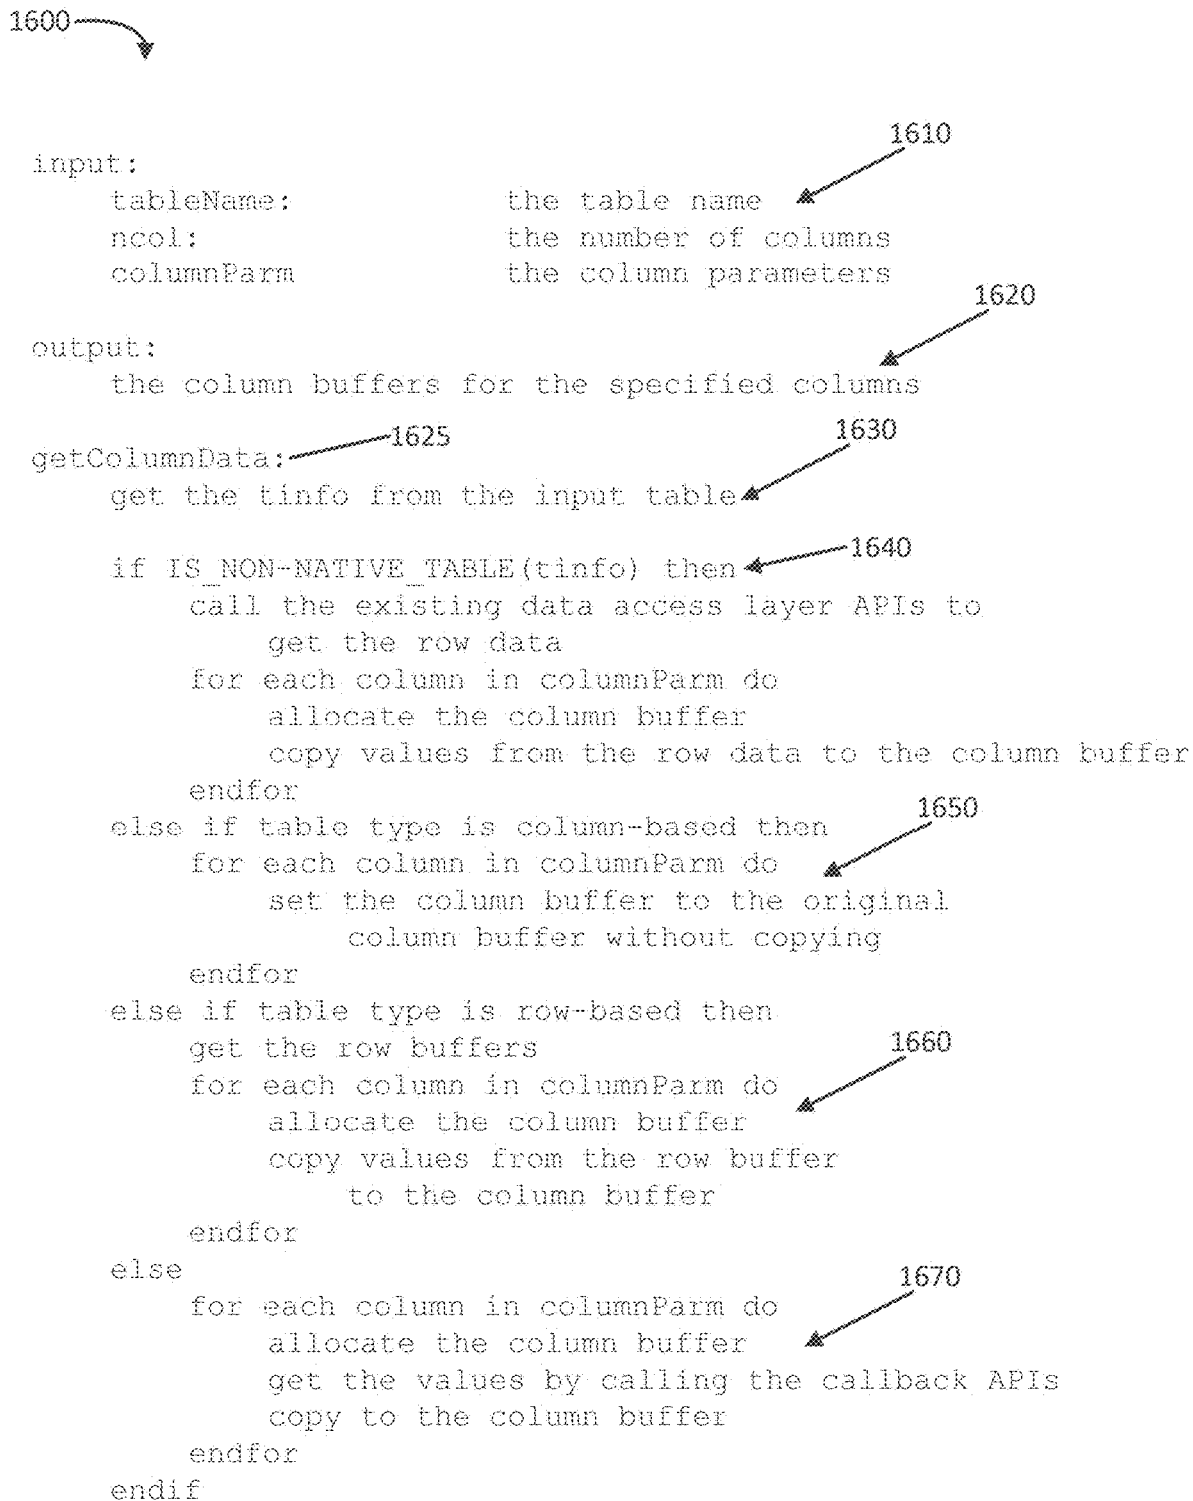 1600
1610
input:
tableName: the table name
ncol: the number of columns
columnParm the column parameters
1620
output:
the column buffers for the specified columns
1625
1630
getColumnData:
get the tinfo from the input table
1640
if IS_NON-NATIVE_TABLE(tinfo) then
call the existing data access layer APIs to
get the row data
for each column in columnParm do
allocate the column buffer
copy values from the row data to the column buffer
endfor
1650
else if table type is column-based then
for each column in columnParm do
set the column buffer to the original
column buffer without copying
endfor
else if table type is row-based then
1660
get the row buffers
for each column in columnParm do
allocate the column buffer
copy values from the row buffer
to the column buffer
endfor
else
1670
for each column in columnParm do
allocate the column buffer
get the values by calling the callback APIs
copy to the column buffer
endfor
endif